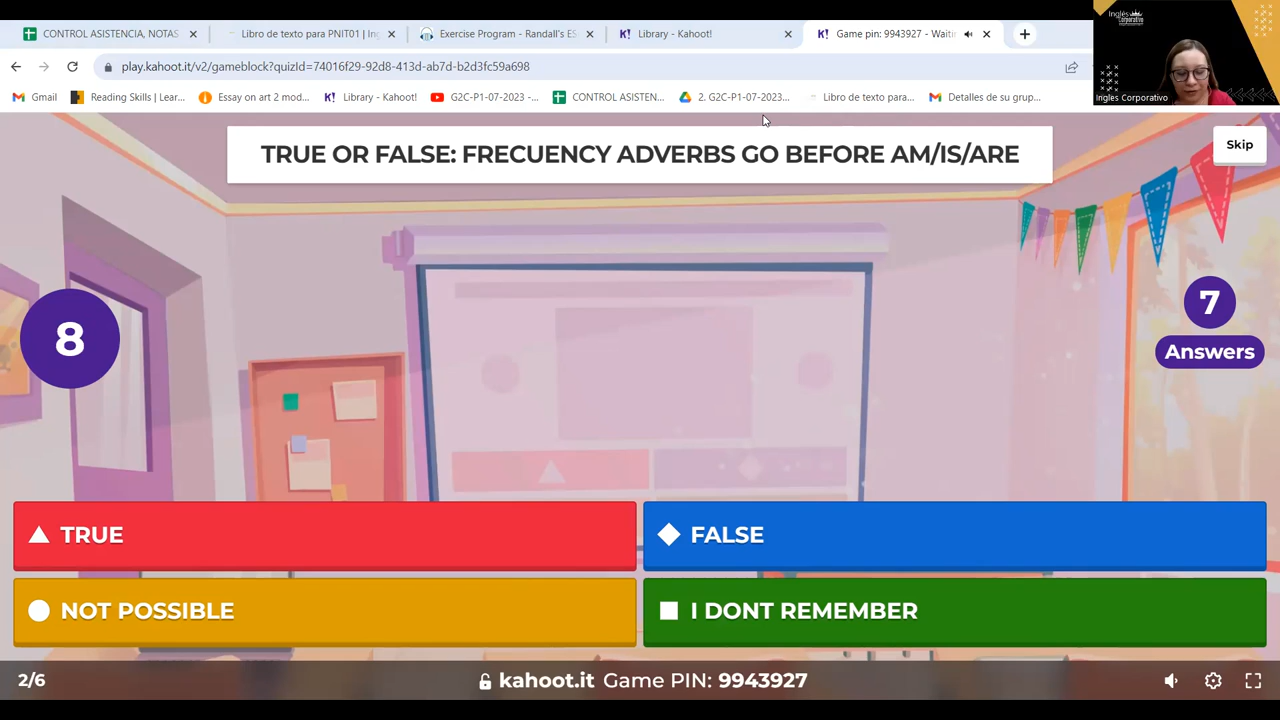 CONTROL ASISTENCIA, NOTAS
Libro de texto para PNIT01 | Ing
Exercise Program - Randall's ES
K! Library - Kahoot!
K! Game pin: 9943927 - Waiti
play.kahoot.it/v2/gameblock?quizId=74016f29-92d8-413d-ab7d-b2d3f1f9a698
Gmail
Reading Skills | Lear...
Essay on art 2 mod...
K! Library - Kahoot!
G2C-P1-07-2023 -...
CONTROL ASISTEN...
2. G2C-P1-07-2023...
Libro de texto para...
Detalles de su grup...
Inglés
Corporativo
Ingles Corporativo
TRUE OR FALSE: FRECUENCY ADVERBS GO BEFORE AM/IS/ARE
Skip
8
7
Answers
TRUE
FALSE
NOT POSSIBLE
I DONT REMEMBER
2/6
kahoot.it Game PIN: 9943927